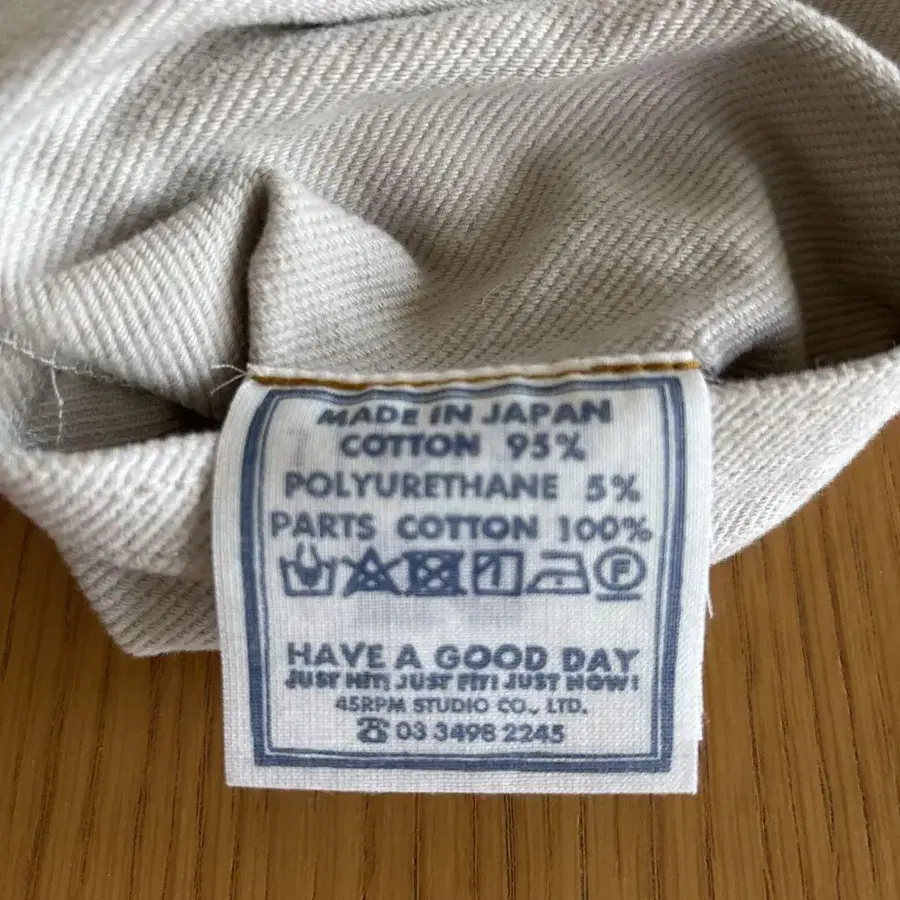 MADE IN JAPAN
COTTON 95%
POLYURETHANE 5%
PARTS COTTON 100%
F
HAVE A GOOD DAY
JUST HIT! JUST FIT! JUST NOW!
45RPM STUDIO CO., LTD.
☎ 03 3498 2245